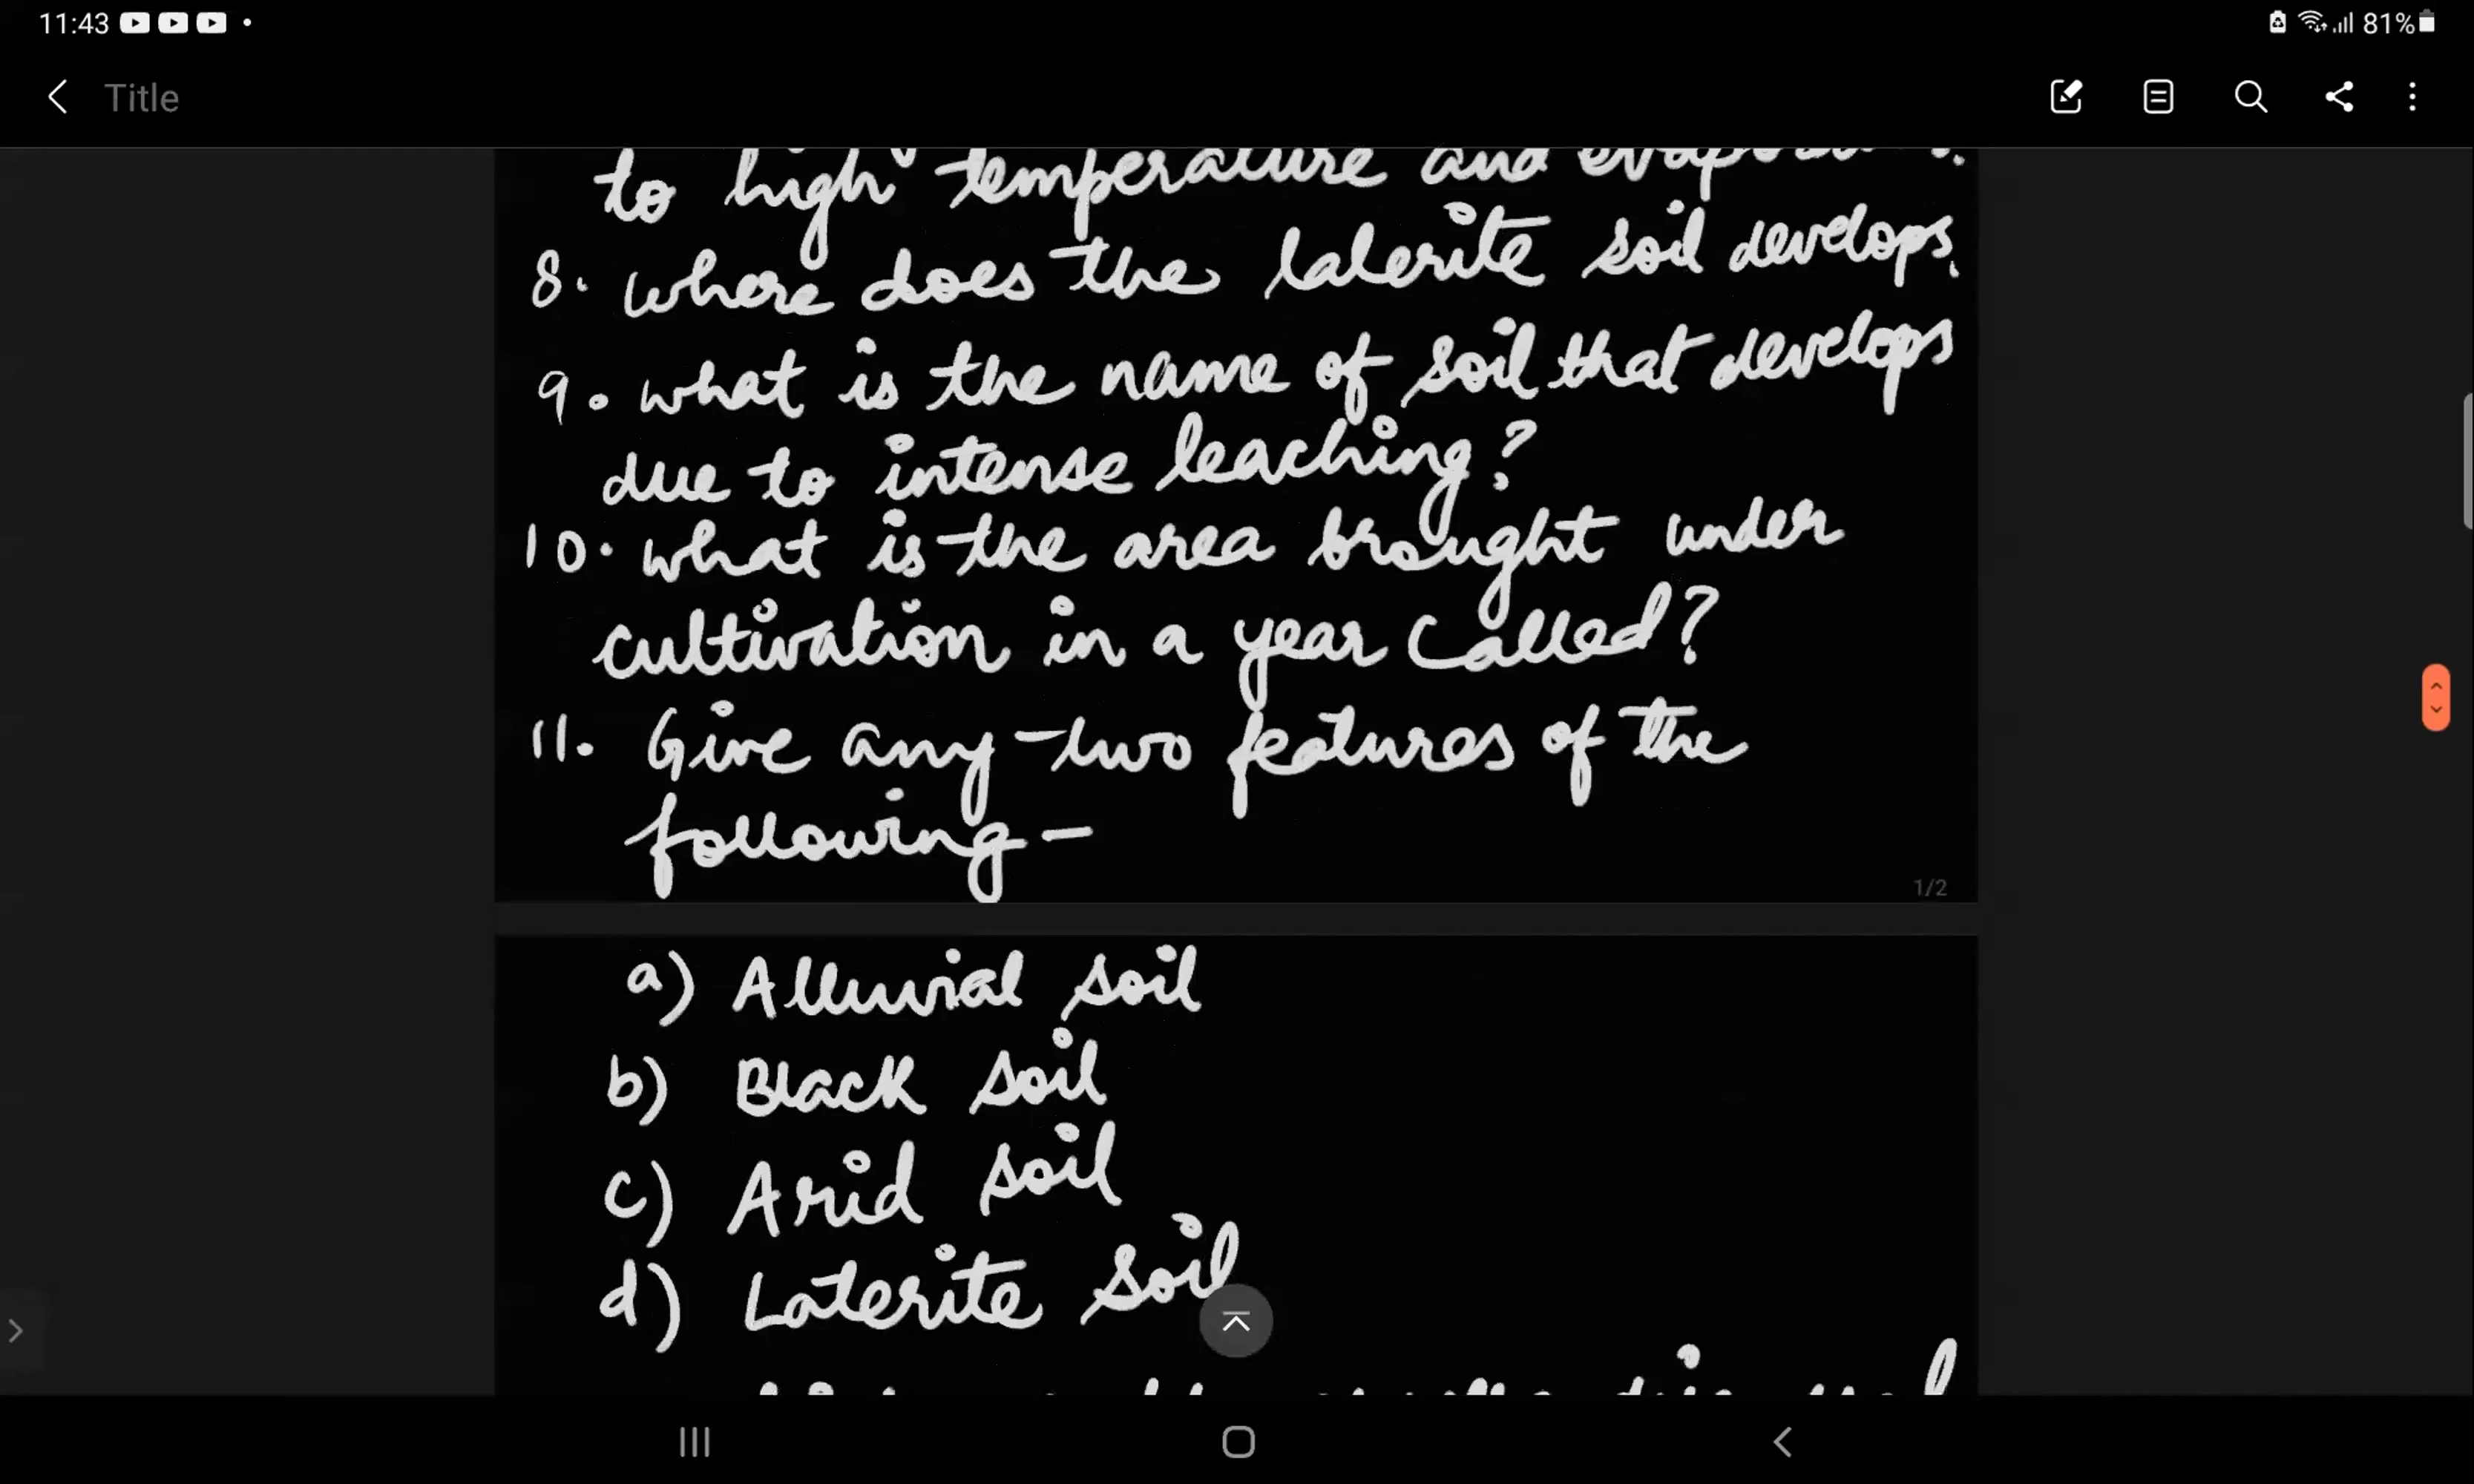 11:43
81%
Title
to high temperature and
8. where does the laterite soil develops.
9. what is the name of soil that develops
due to intense leaching?
10. what is the area brought under
cultivation in a year called?
11. Give any two features of the
following -
1/2
a) Alluvial soil
b) Black soil
c) Arid soil
d) Laterite soil